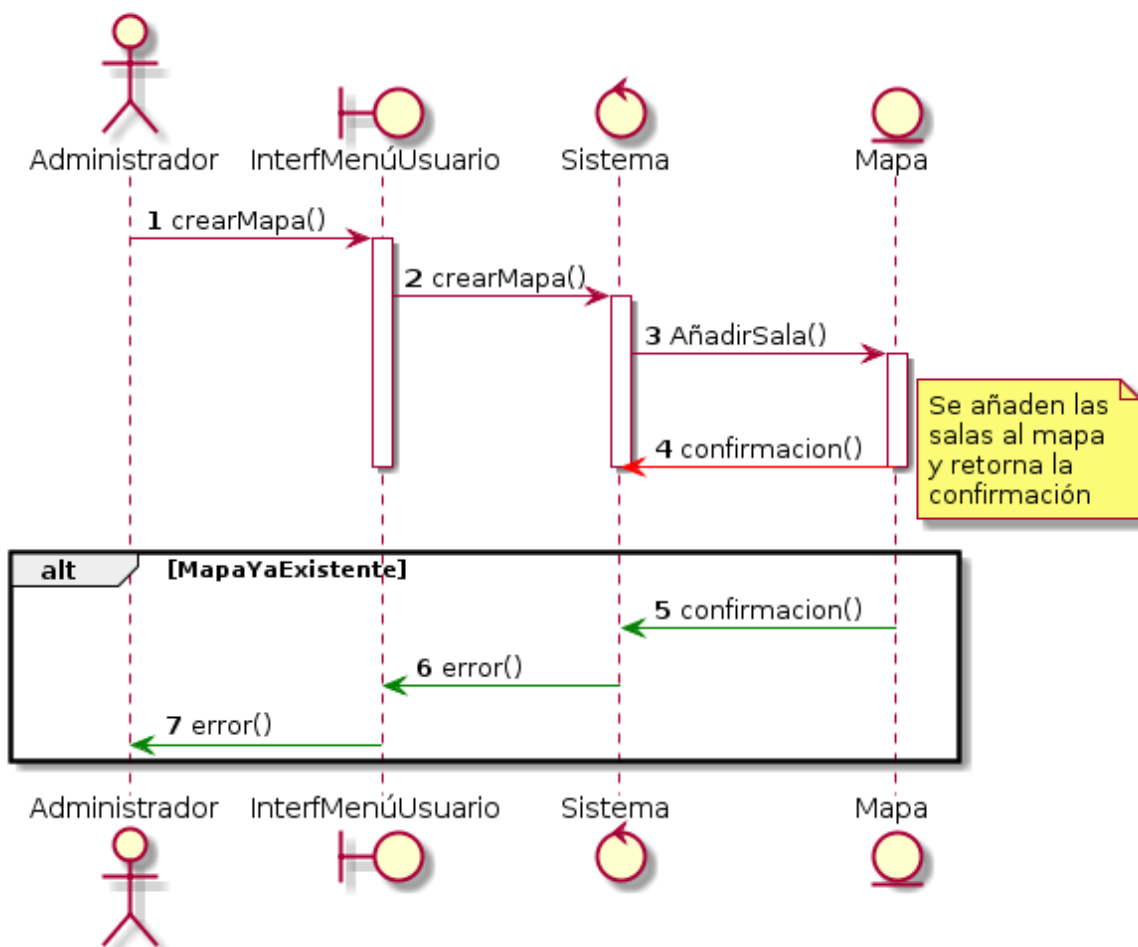 Administrador InterfMenúUsuario Sistema Mapa
1 crearMapa()
2 crearMapa()
3 AñadirSala()
Se añaden las
salas al mapa
y retorna la
confirmación
4 confirmacion()
alt [MapaYaExistente]
5 confirmacion()
6 error()
7 error()
Administrador InterfMenúUsuario Sistema Mapa